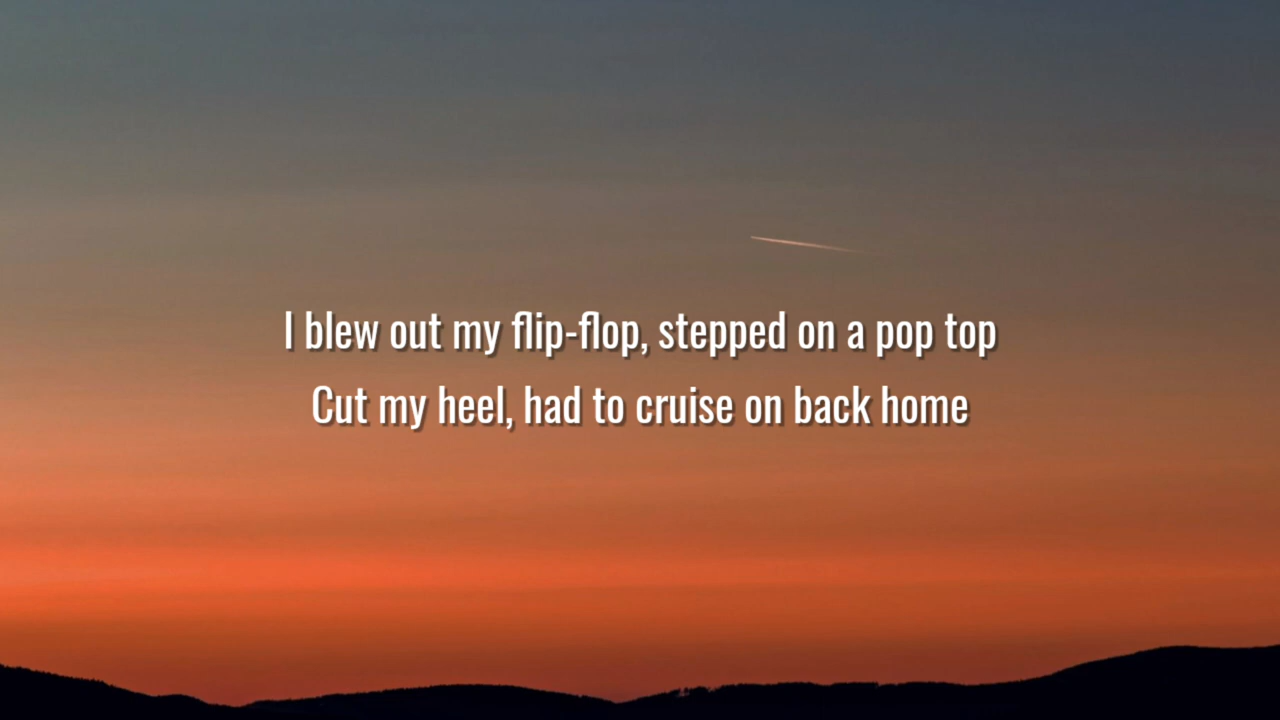 I blew out my flip-flop, stepped on a pop top
Cut my heel, had to cruise on back home